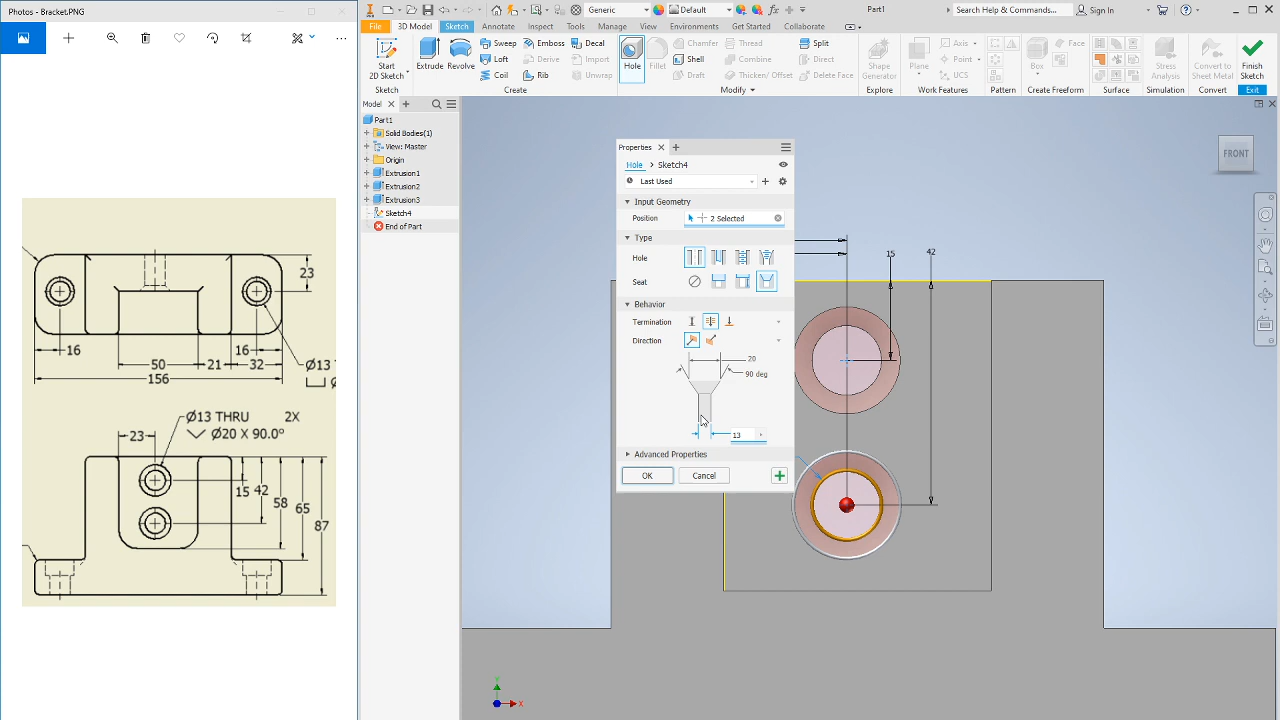 Photos - Bracket.PNG
23
16
50
21
16
32
156
Ø13
Ø
Ø13 THRU 2X
Ø20 X 90.0°
23
15
42
58
65
87
Generic
Default
Part1
Search Help & Commands...
Sign In
File
3D Model
Sketch
Annotate
Inspect
Tools
Manage
View
Environments
Get Started
Collaborate
Start 2D Sketch
Sketch
Extrude
Revolve
Sweep
Loft
Coil
Emboss
Derive
Rib
Decal
Import
Unwrap
Create
Hole
Fillet
Chamfer
Shell
Draft
Thread
Combine
Thicken/ Offset
Split
Direct
Delete Face
Modify
Shape Generator
Explore
Plane
Axis
Point
UCS
Work Features
Pattern
Box
Face
Create Freeform
Surface
Stress Analysis
Simulation
Convert to Sheet Metal
Convert
Finish Sketch
Exit
Model
Part1
Solid Bodies(1)
View: Master
Origin
Extrusion1
Extrusion2
Extrusion3
Sketch4
End of Part
Properties
Hole > Sketch4
Last Used
Input Geometry
Position 2 Selected
Type
Hole
Seat
Behavior
Termination
Direction
20
90 deg
13
Advanced Properties
OK
Cancel
15
42
FRONT
Y
X